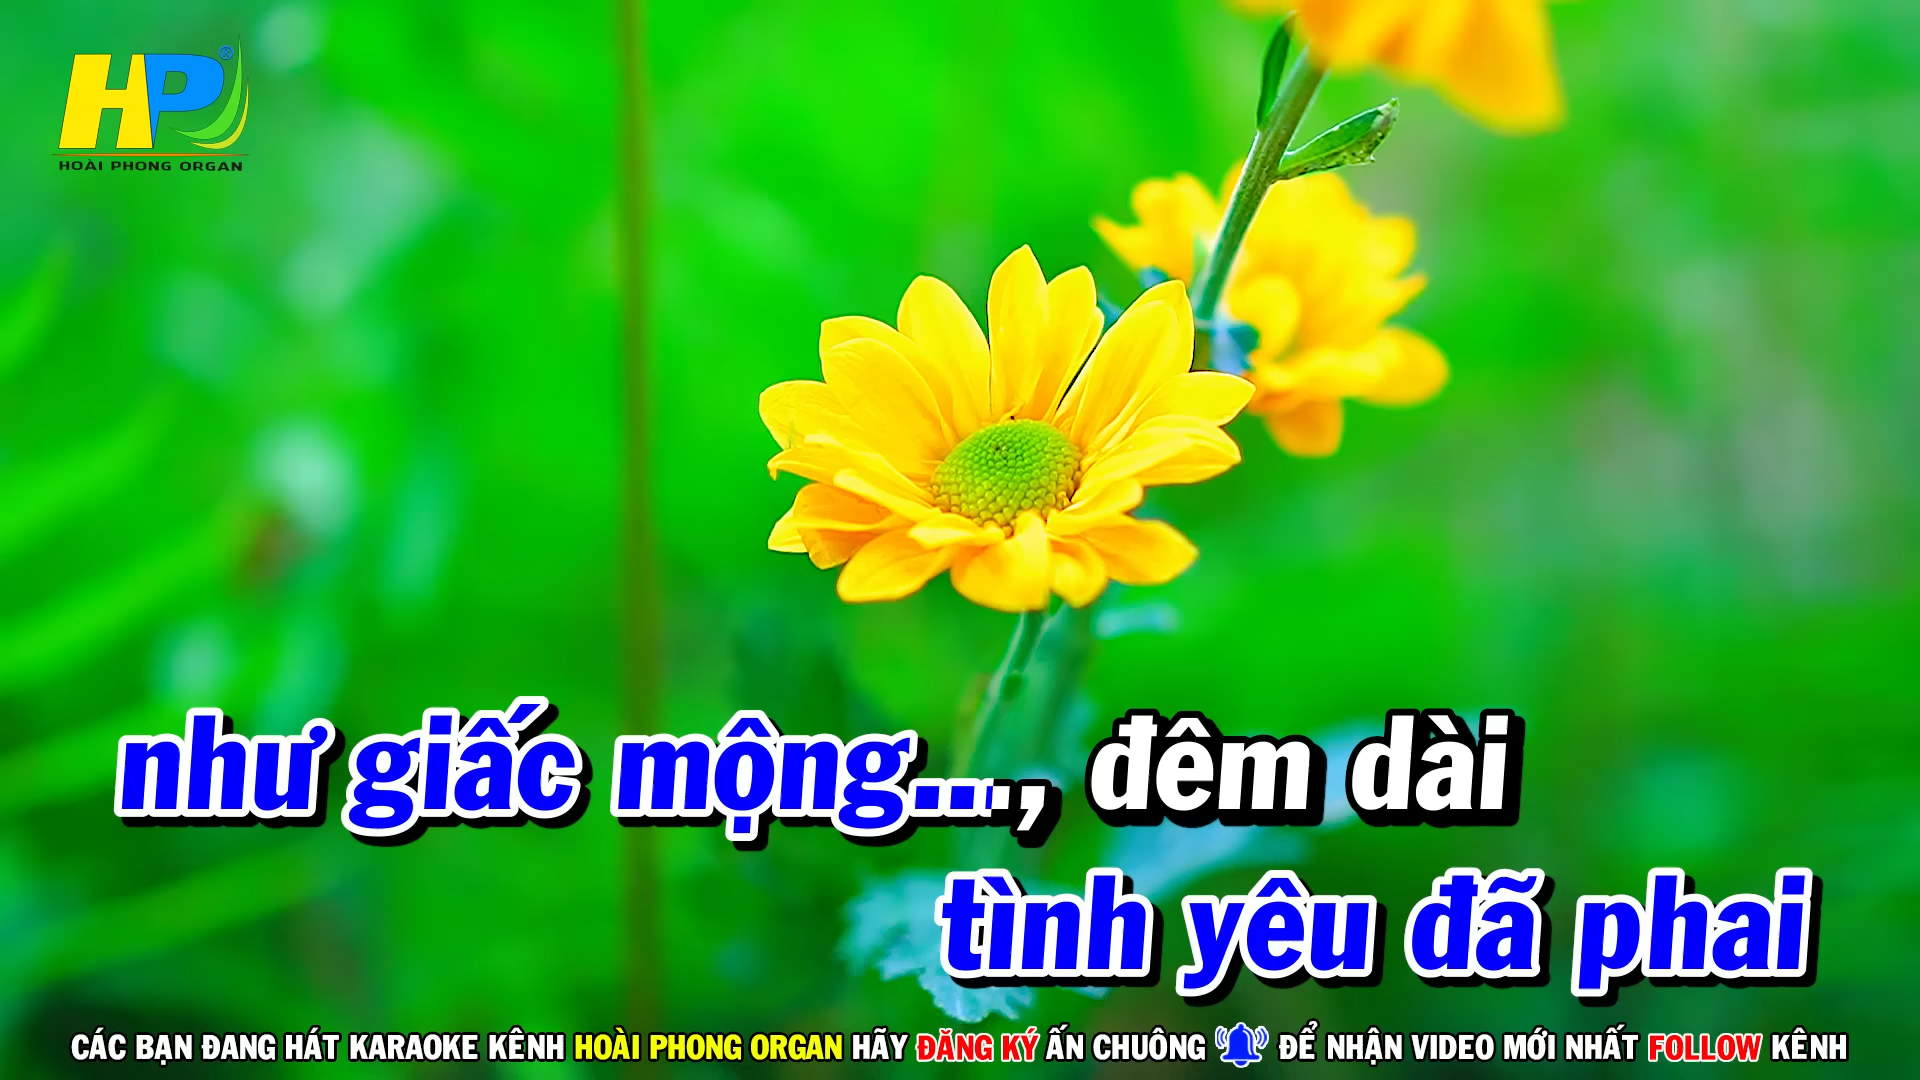 HP®
HOÀI PHONG ORGAN
như giấc mộng..., đêm dài
tình yêu đã phai
CÁC BẠN ĐANG HÁT KARAOKE KÊNH HOÀI PHONG ORGAN HÃY ĐĂNG KÝ ẤN CHUÔNG ĐỂ NHẬN VIDEO MỚI NHẤT FOLLOW KÊNH